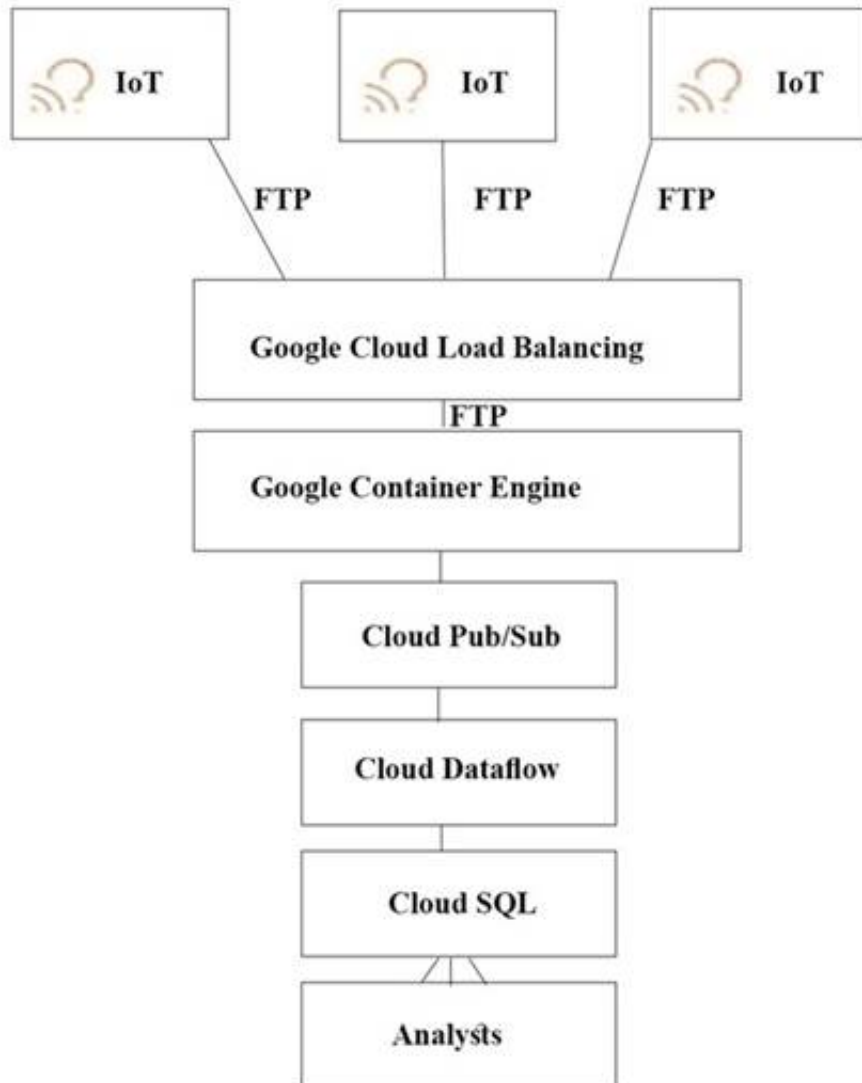 IoT
IoT
IoT
FTP
FTP
FTP
Google Cloud Load Balancing
FTP
Google Container Engine
Cloud Pub/Sub
Cloud Dataflow
Cloud SQL
Analysts